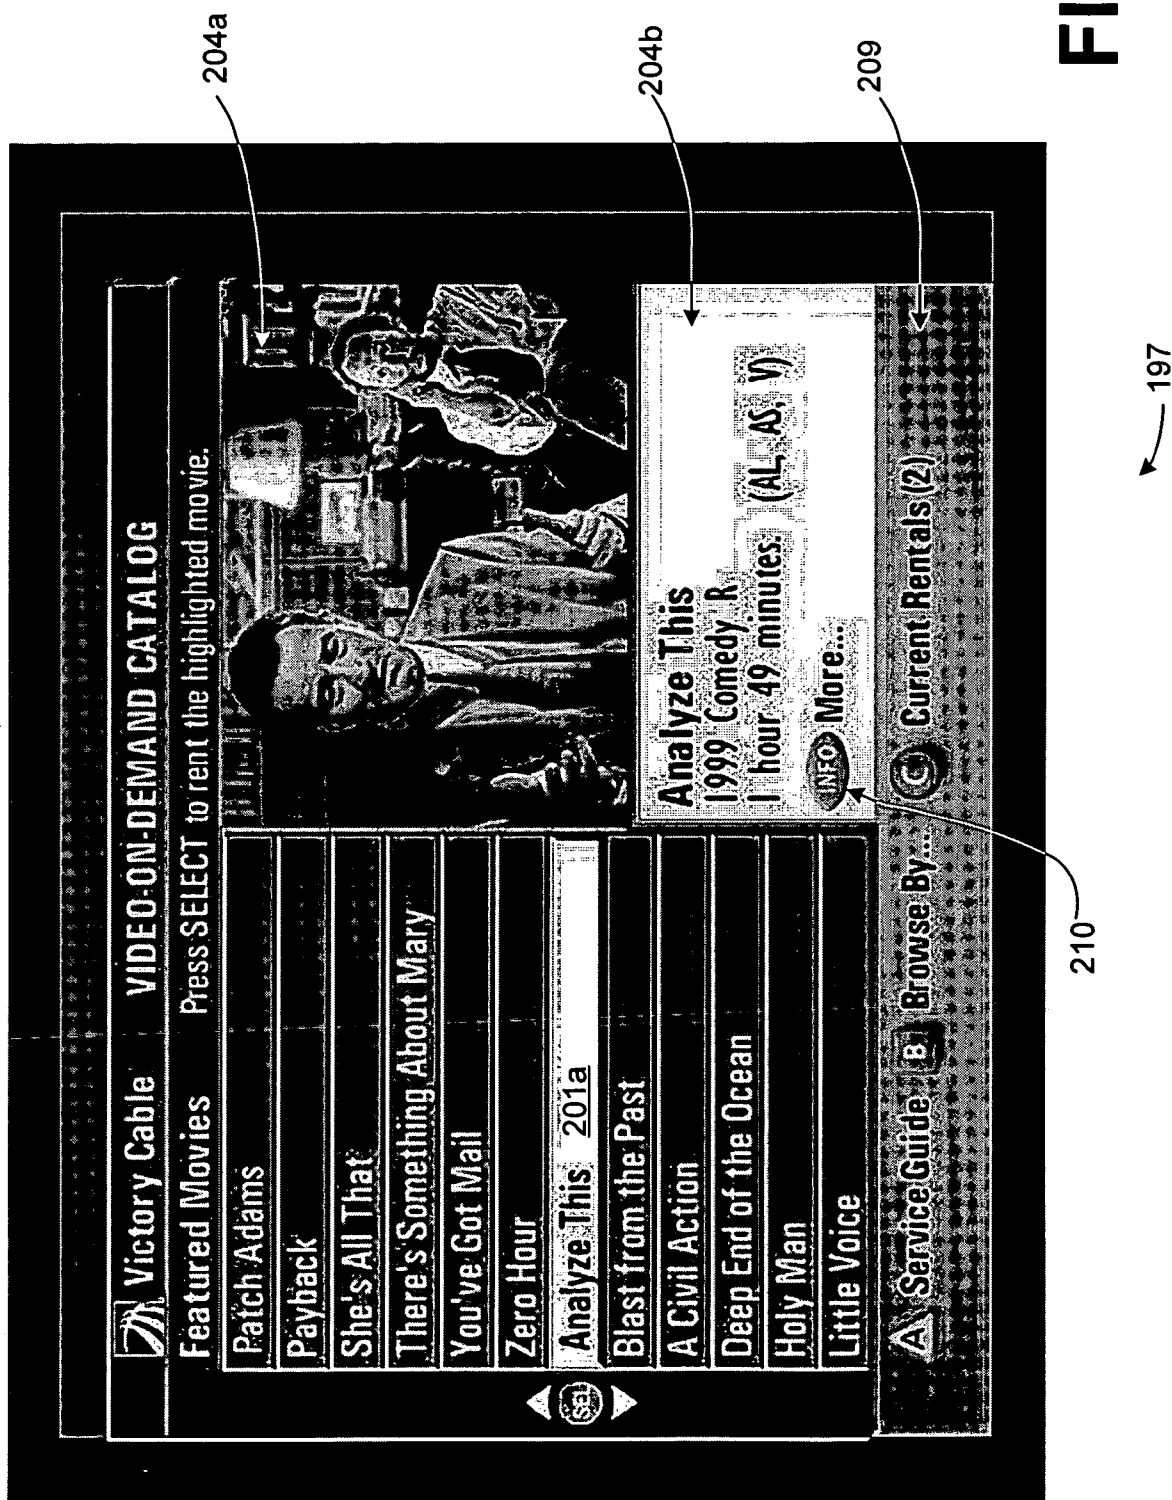 Victory Cable VIDEO-ON-DEMAND CATALOG
Featured Movies Press SELECT to rent the highlighted movie.
Patch Adams
Payback
She's All That
There's Something About Mary
You've Got Mail
Zero Hour
Analyze This 201a
Blast from the Past
A Civil Action
Deep End of the Ocean
Holy Man
Little Voice
sel
Analyze This
1999 Comedy R
1 hour 49 minutes (AL, AS, V)
INFO More...
A Service Guide B Browse By... C Current Rentals (2)
204a
204b
209
210
197